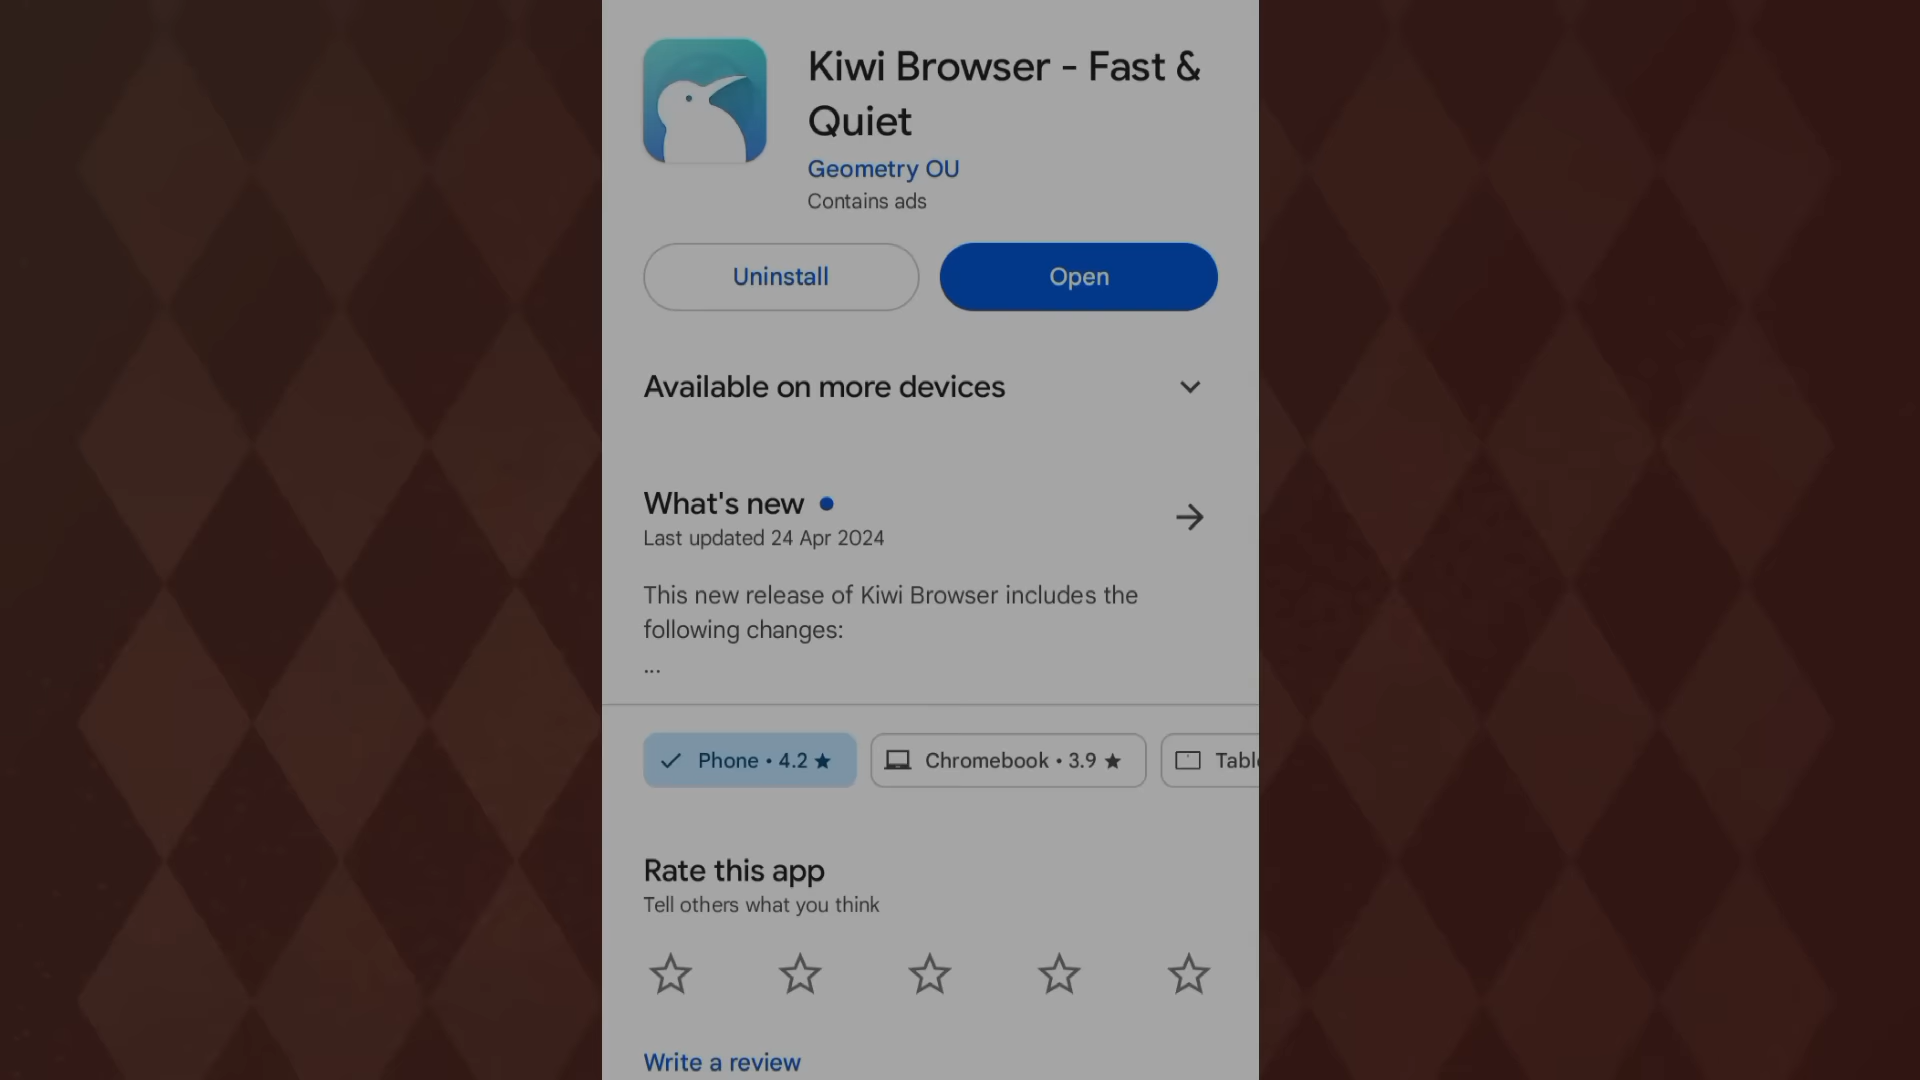 Kiwi Browser - Fast &
Quiet
Geometry OU
Contains ads
Uninstall
Open
Available on more devices
What's new
Last updated 24 Apr 2024
This new release of Kiwi Browser includes the
following changes:
...
Phone • 4.2 ★
Chromebook • 3.9 ★
Rate this app
Tell others what you think
Write a review